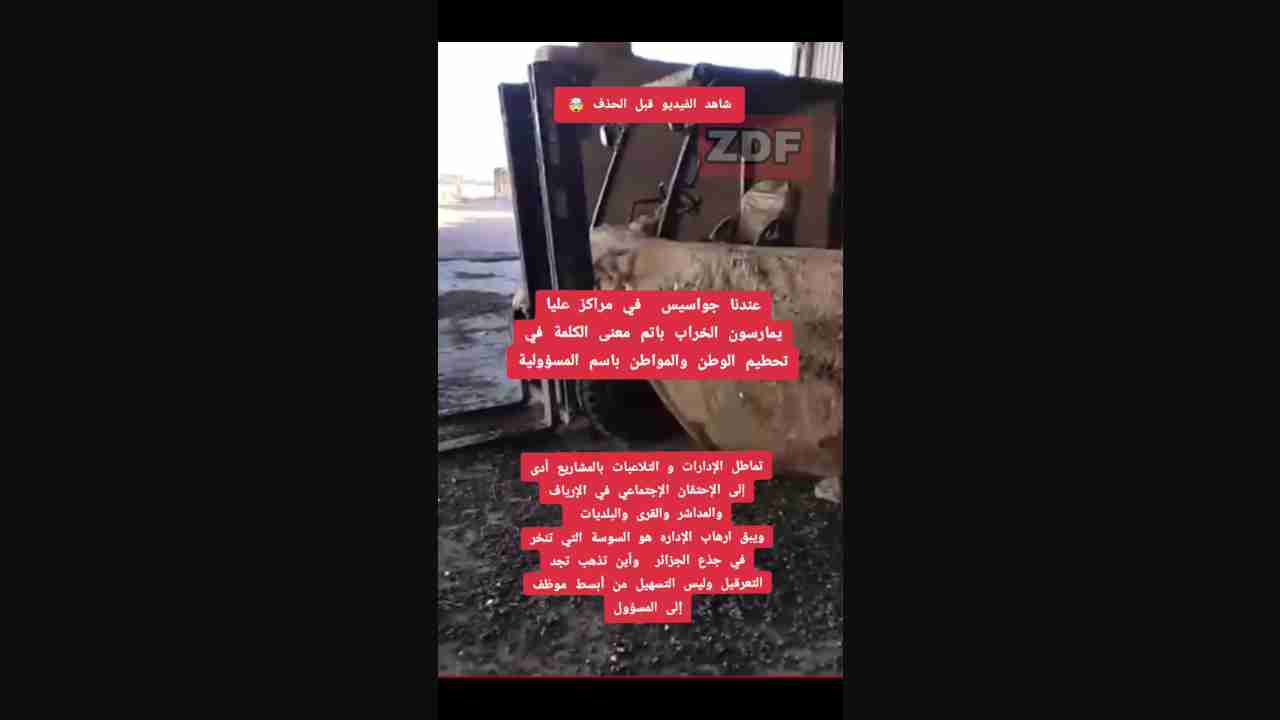 شاهد الفيديو قبل الحذف 🤯
ZDF
عندنا جواسيس في مراكز عليا
يمارسون الخراب باتم معنى الكلمة في
تحطيم الوطن والمواطن باسم المسؤولية
تماطل الإدارات و التلاعبات بالمشاريع أدى
إلى الإحتقان الإجتماعي في الإرياف
والمداشر والقرى والبلديات
ويبق ارهاب الإداره هو السوسة التي تنخر
في جذع الجزائر وأين تذهب تجد
التعرقيل وليس التسهيل من أبسط موظف
إلى المسؤول